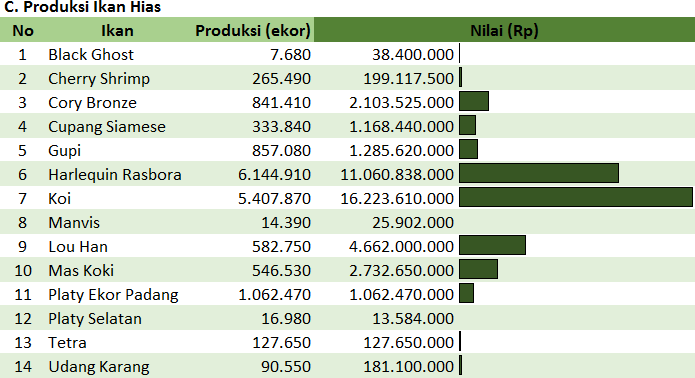 C. Produksi Ikan Hias
No Ikan Produksi (ekor) Nilai (Rp)
1 Black Ghost 7.680 38.400.000
2 Cherry Shrimp 265.490 199.117.500
3 Cory Bronze 841.410 2.103.525.000
4 Cupang Siamese 333.840 1.168.440.000
5 Gupi 857.080 1.285.620.000
6 Harlequin Rasbora 6.144.910 11.060.838.000
7 Koi 5.407.870 16.223.610.000
8 Manvis 14.390 25.902.000
9 Lou Han 582.750 4.662.000.000
10 Mas Koki 546.530 2.732.650.000
11 Platy Ekor Padang 1.062.470 1.062.470.000
12 Platy Selatan 16.980 13.584.000
13 Tetra 127.650 127.650.000
14 Udang Karang 90.550 181.100.000